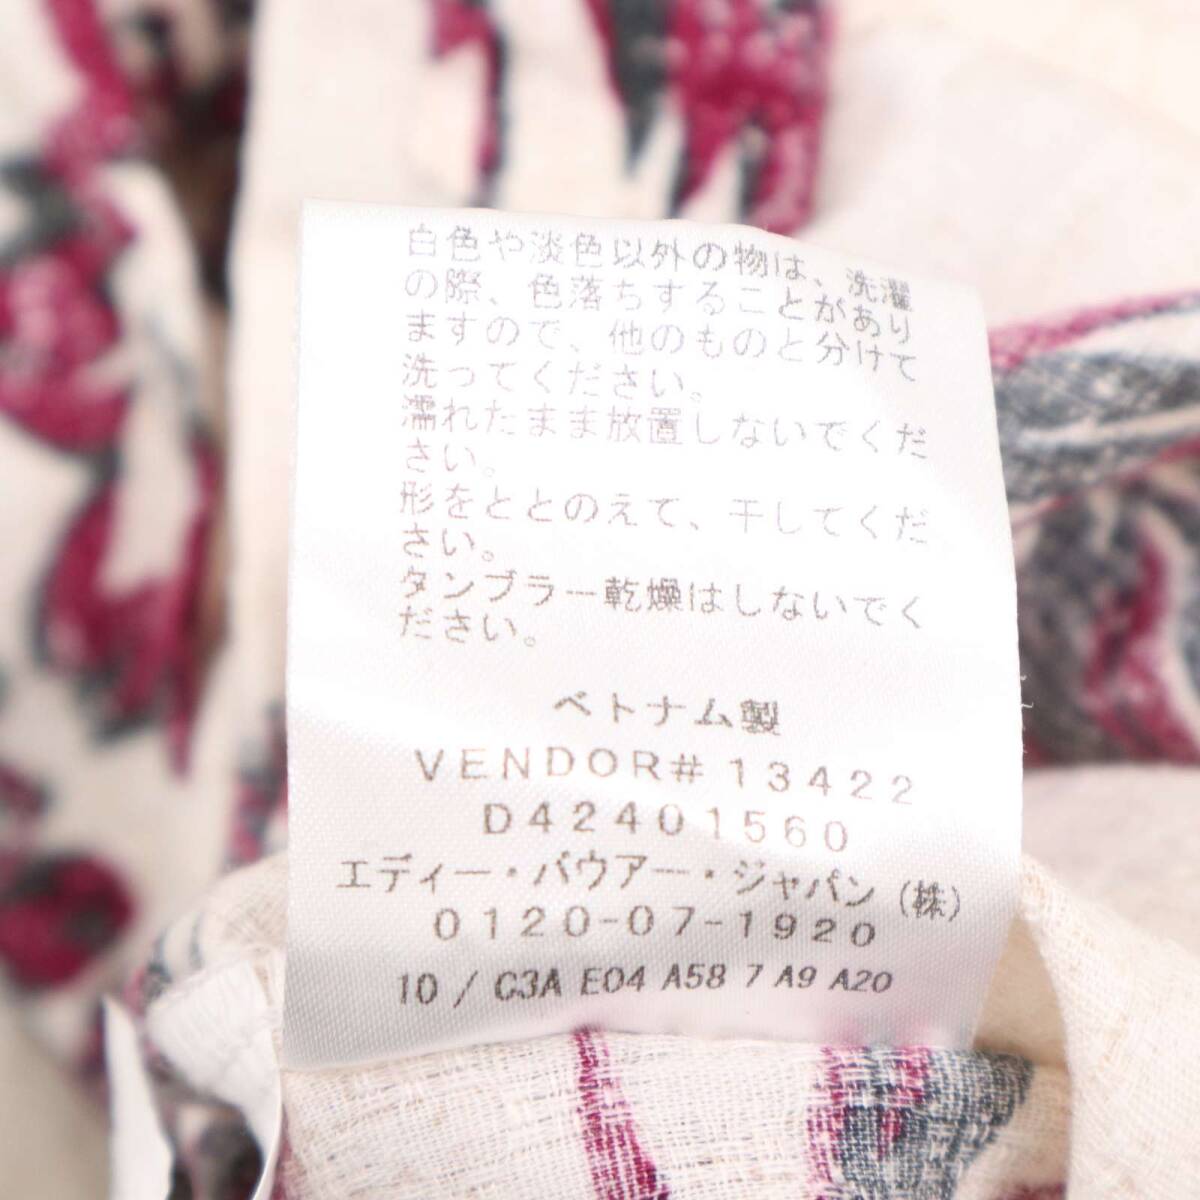 白色や淡色以外の物は、洗濯
の際、色落ちすることがあり
ますので、他のものと分けて
洗ってください。
濡れたまま放置しないでくだ
さい。
形をととのえて、干してくだ
さい。
タンブラー乾燥はしないでく
ださい。
ベトナム製
VENDOR# 13422
D42401560
エディー・バウアー・ジャパン（株）
0120-07-1920
10 / C3A E04 A58 7 A9 A20